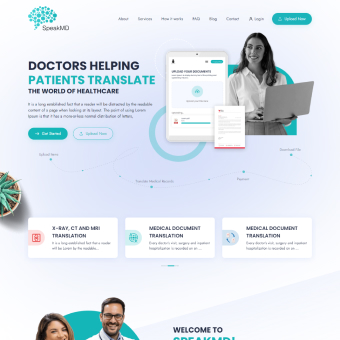 SpeakMD
About Services How it works FAQ Blog Contact Login Upload Now
DOCTORS HELPING
PATIENTS TRANSLATE
THE WORLD OF HEALTHCARE
It is a long established fact that a reader will be distracted by the readable
content of a page when looking at its layout. The point of using Lorem
Ipsum is that it has a more-or-less normal distribution of letters.
Get Started Upload Now
UPLOAD YOUR DOCUMENTS
Upload Here
Translate Medical Records
Payment
Download File
X-RAY, CT AND MRI
TRANSLATION
It is a long established fact that reader
will be Lorem by the readable...
MEDICAL DOCUMENT
TRANSLATION
Every doctor's visit, surgery and inpatient
hospitalization is recorded on an ...
MEDICAL DOCUMENT
TRANSLATION
Every doctor's visit, surgery and inpatient
hospitalization is recorded on an ...
WELCOME TO
SPEAKMD!